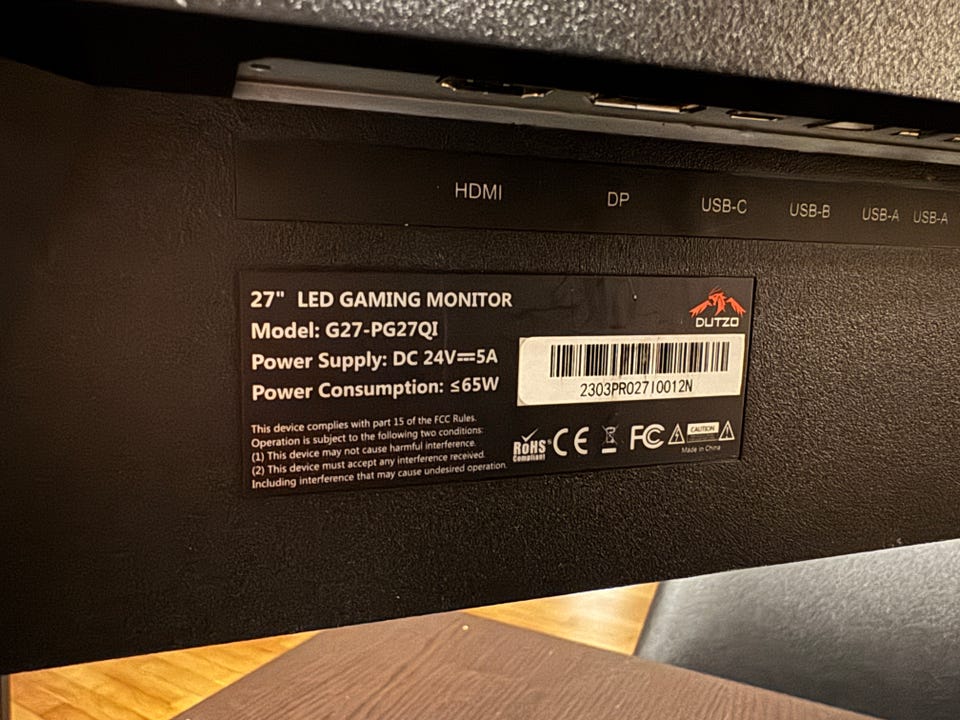 HDMI DP USB-C USB-B USB-A USB-A
27" LED GAMING MONITOR
Model: G27-PG27QI
Power Supply: DC 24V⎓5A
Power Consumption: ≤65W
This device complies with part 15 of the FCC Rules.
Operation is subject to the following two conditions:
(1) This device may not cause harmful interference.
(2) This device must accept any interference received.
Including interference that may cause undesired operation.
DUTZO
2303PRO27I0012N
RoHS
Compliant
CE
FC
CAUTION
Made in China